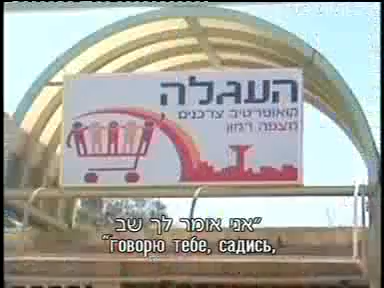 העגלה
קואופרטיב צרכנים
מצפה רמון
"אני אומר לך שב
"говорю тебе, садись,